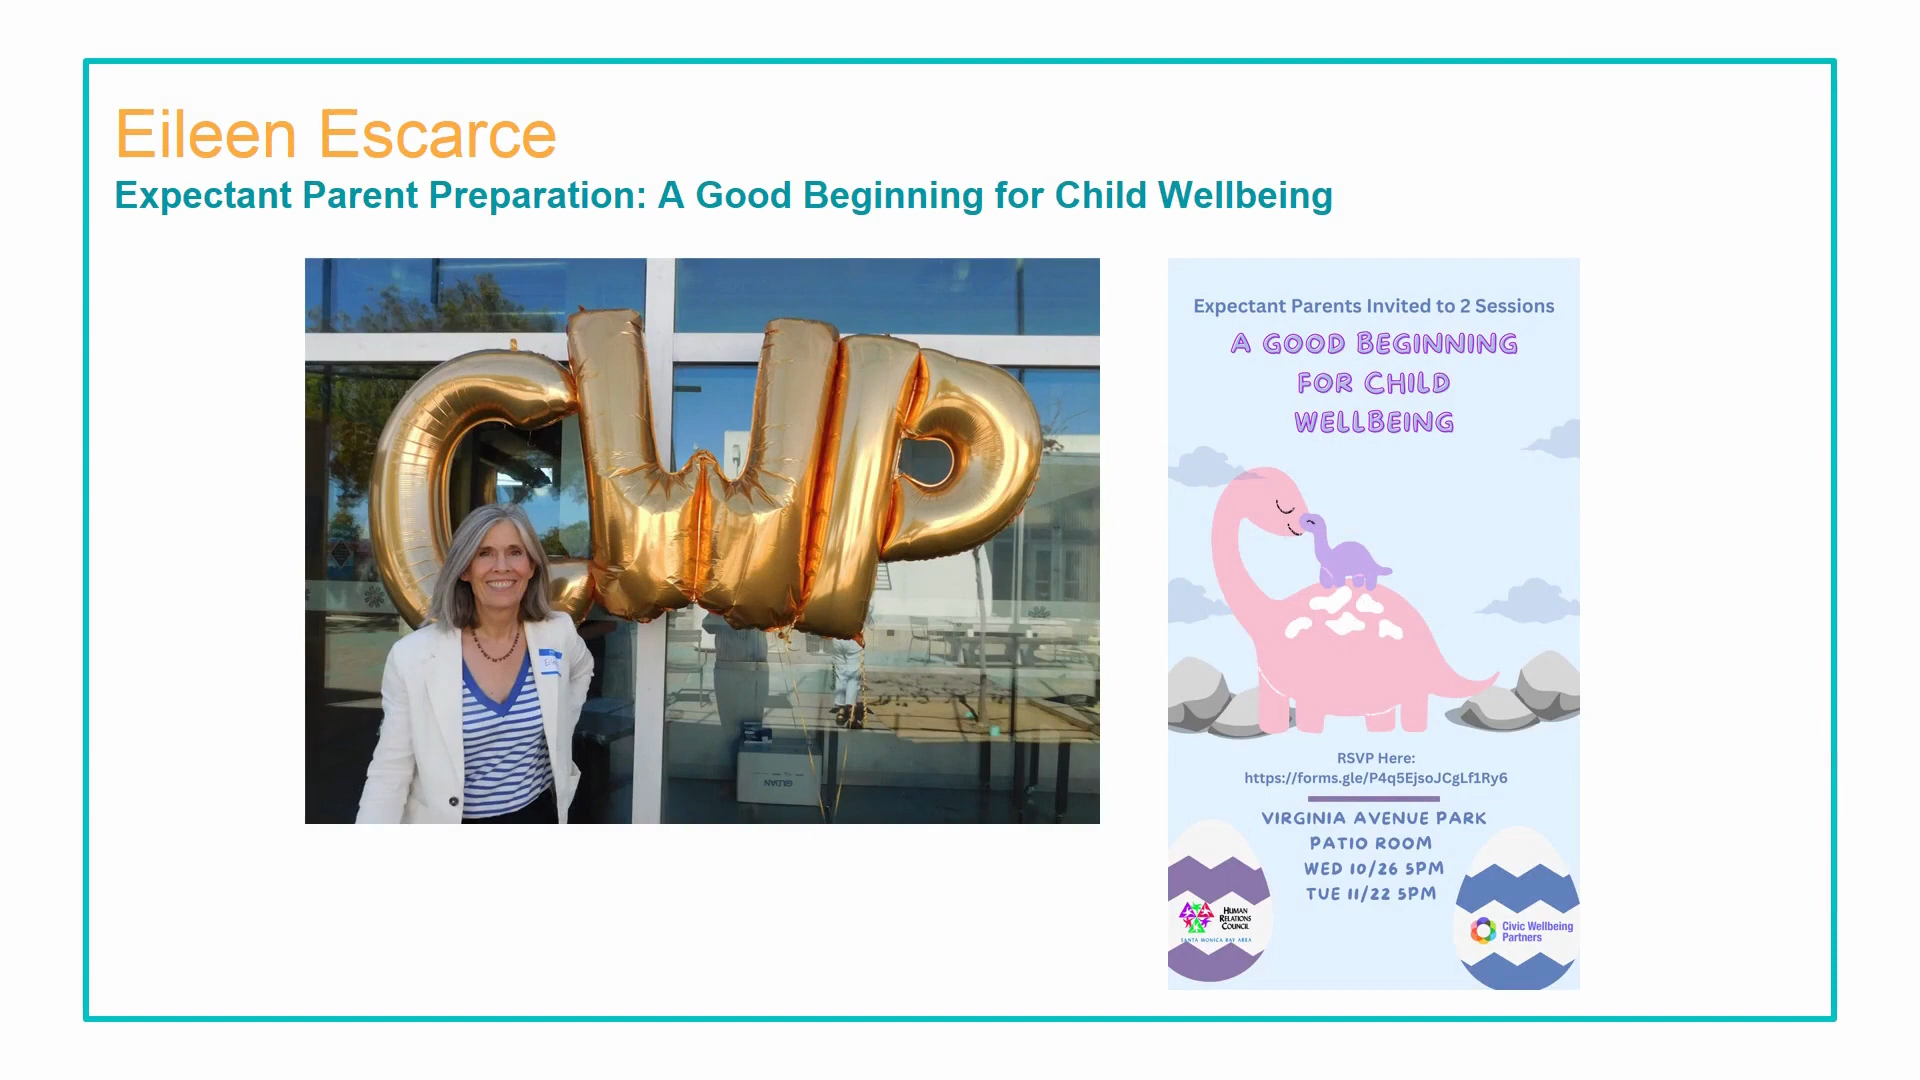 Eileen Escarce
Expectant Parent Preparation: A Good Beginning for Child Wellbeing
CWP
GILDAN
Expectant Parents Invited to 2 Sessions
A GOOD BEGINNING
FOR CHILD
WELLBEING
RSVP Here:
https://forms.gle/P4q5EjsoJCgLf1Ry6
VIRGINIA AVENUE PARK
PATIO ROOM
WED 10/26 5PM
TUE 11/22 5PM
HUMAN
RELATIONS
COUNCIL
SANTA MONICA BAY AREA
Civic Wellbeing
Partners